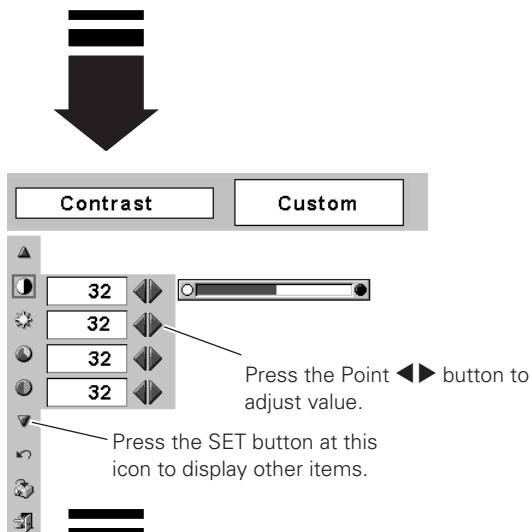 Contrast Custom
32
32
32
32
Press the Point ◀▶ button to
adjust value.
Press the SET button at this
icon to display other items.